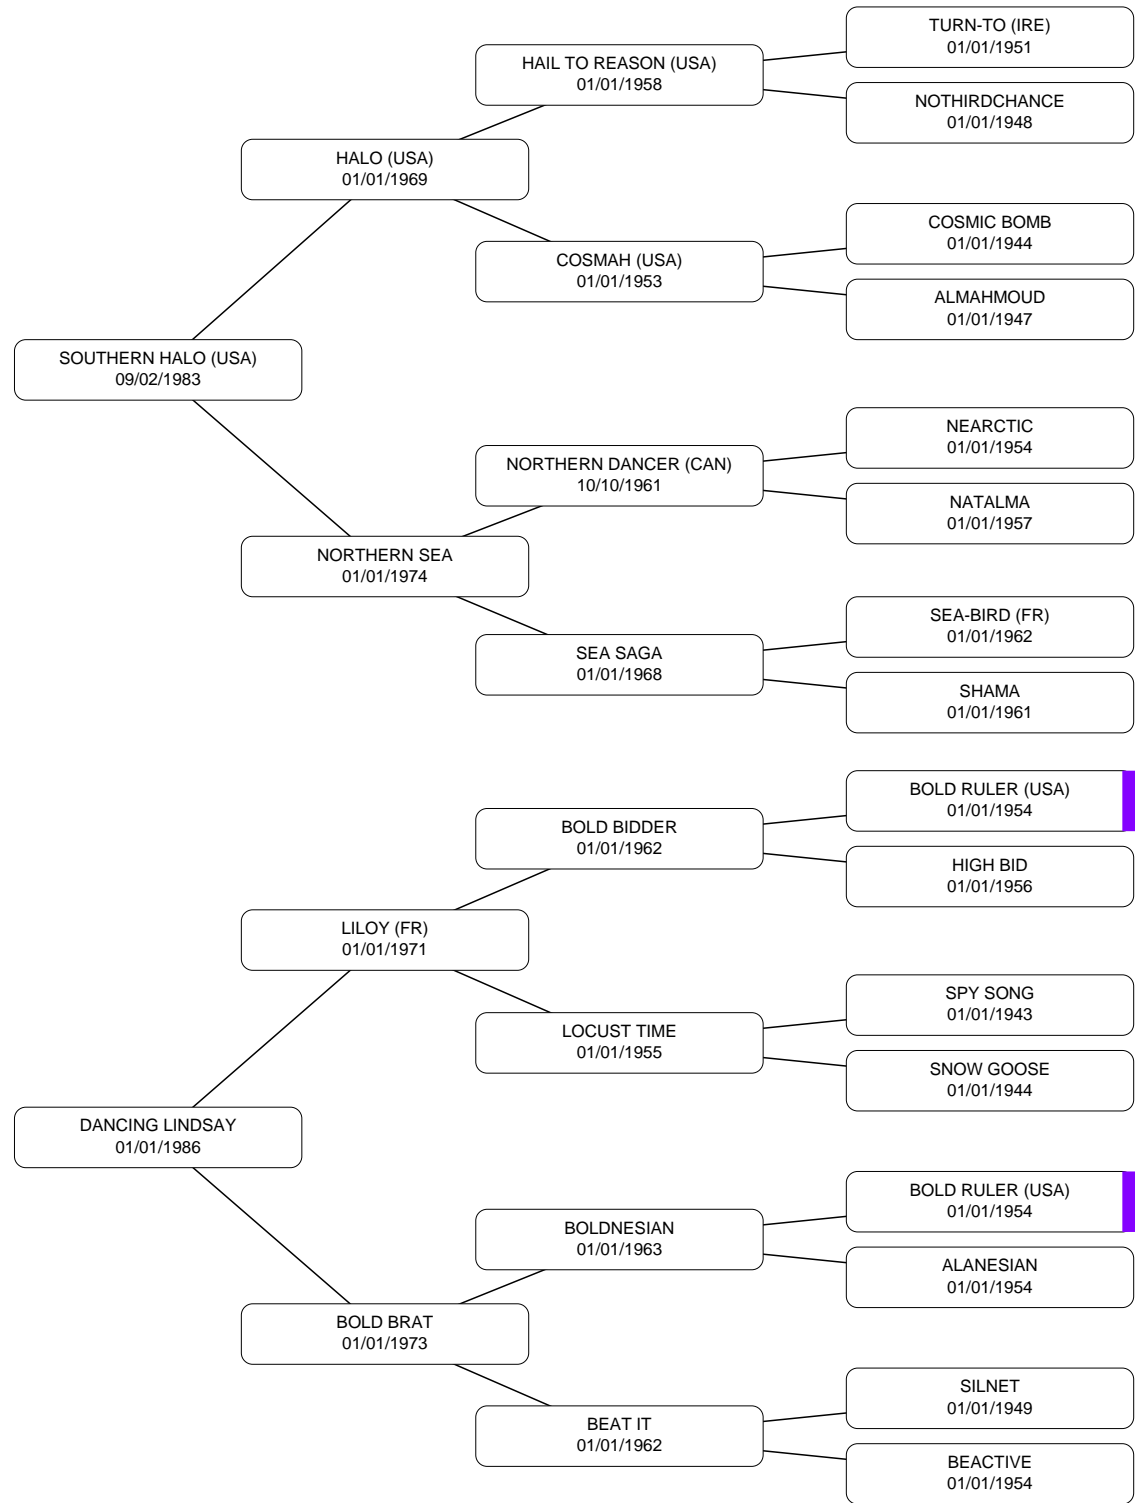 TURN-TO (IRE)
01/01/1951
HAIL TO REASON (USA)
01/01/1958
NOTHIRDCHANCE
01/01/1948
HALO (USA)
01/01/1969
COSMIC BOMB
01/01/1944
COSMAH (USA)
01/01/1953
ALMAHMOUD
01/01/1947
SOUTHERN HALO (USA)
09/02/1983
NEARCTIC
01/01/1954
NORTHERN DANCER (CAN)
10/10/1961
NATALMA
01/01/1957
NORTHERN SEA
01/01/1974
SEA-BIRD (FR)
01/01/1962
SEA SAGA
01/01/1968
SHAMA
01/01/1961
BOLD RULER (USA)
01/01/1954
BOLD BIDDER
01/01/1962
HIGH BID
01/01/1956
LILOY (FR)
01/01/1971
SPY SONG
01/01/1943
LOCUST TIME
01/01/1955
SNOW GOOSE
01/01/1944
DANCING LINDSAY
01/01/1986
BOLD RULER (USA)
01/01/1954
BOLDNESIAN
01/01/1963
ALANESIAN
01/01/1954
BOLD BRAT
01/01/1973
SILNET
01/01/1949
BEAT IT
01/01/1962
BEACTIVE
01/01/1954